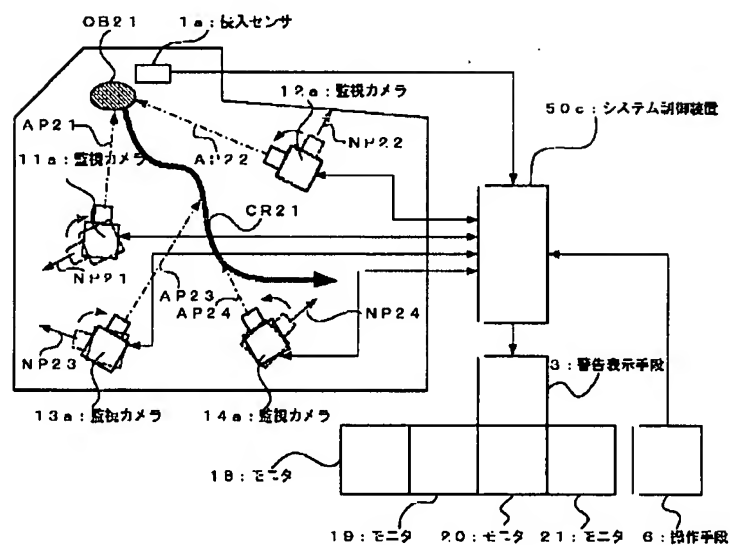 OB21
1a:侵入センサ
12a:監視カメラ
50c:システム制御装置
AP21
AP22
NP22
11a:監視カメラ
CR21
NP21
AP23
AP24
NP24
NP23
3:警告表示手段
13a:監視カメラ
14a:監視カメラ
18:モニタ
19:モニタ
20:モニタ
21:モニタ
6:操作手段